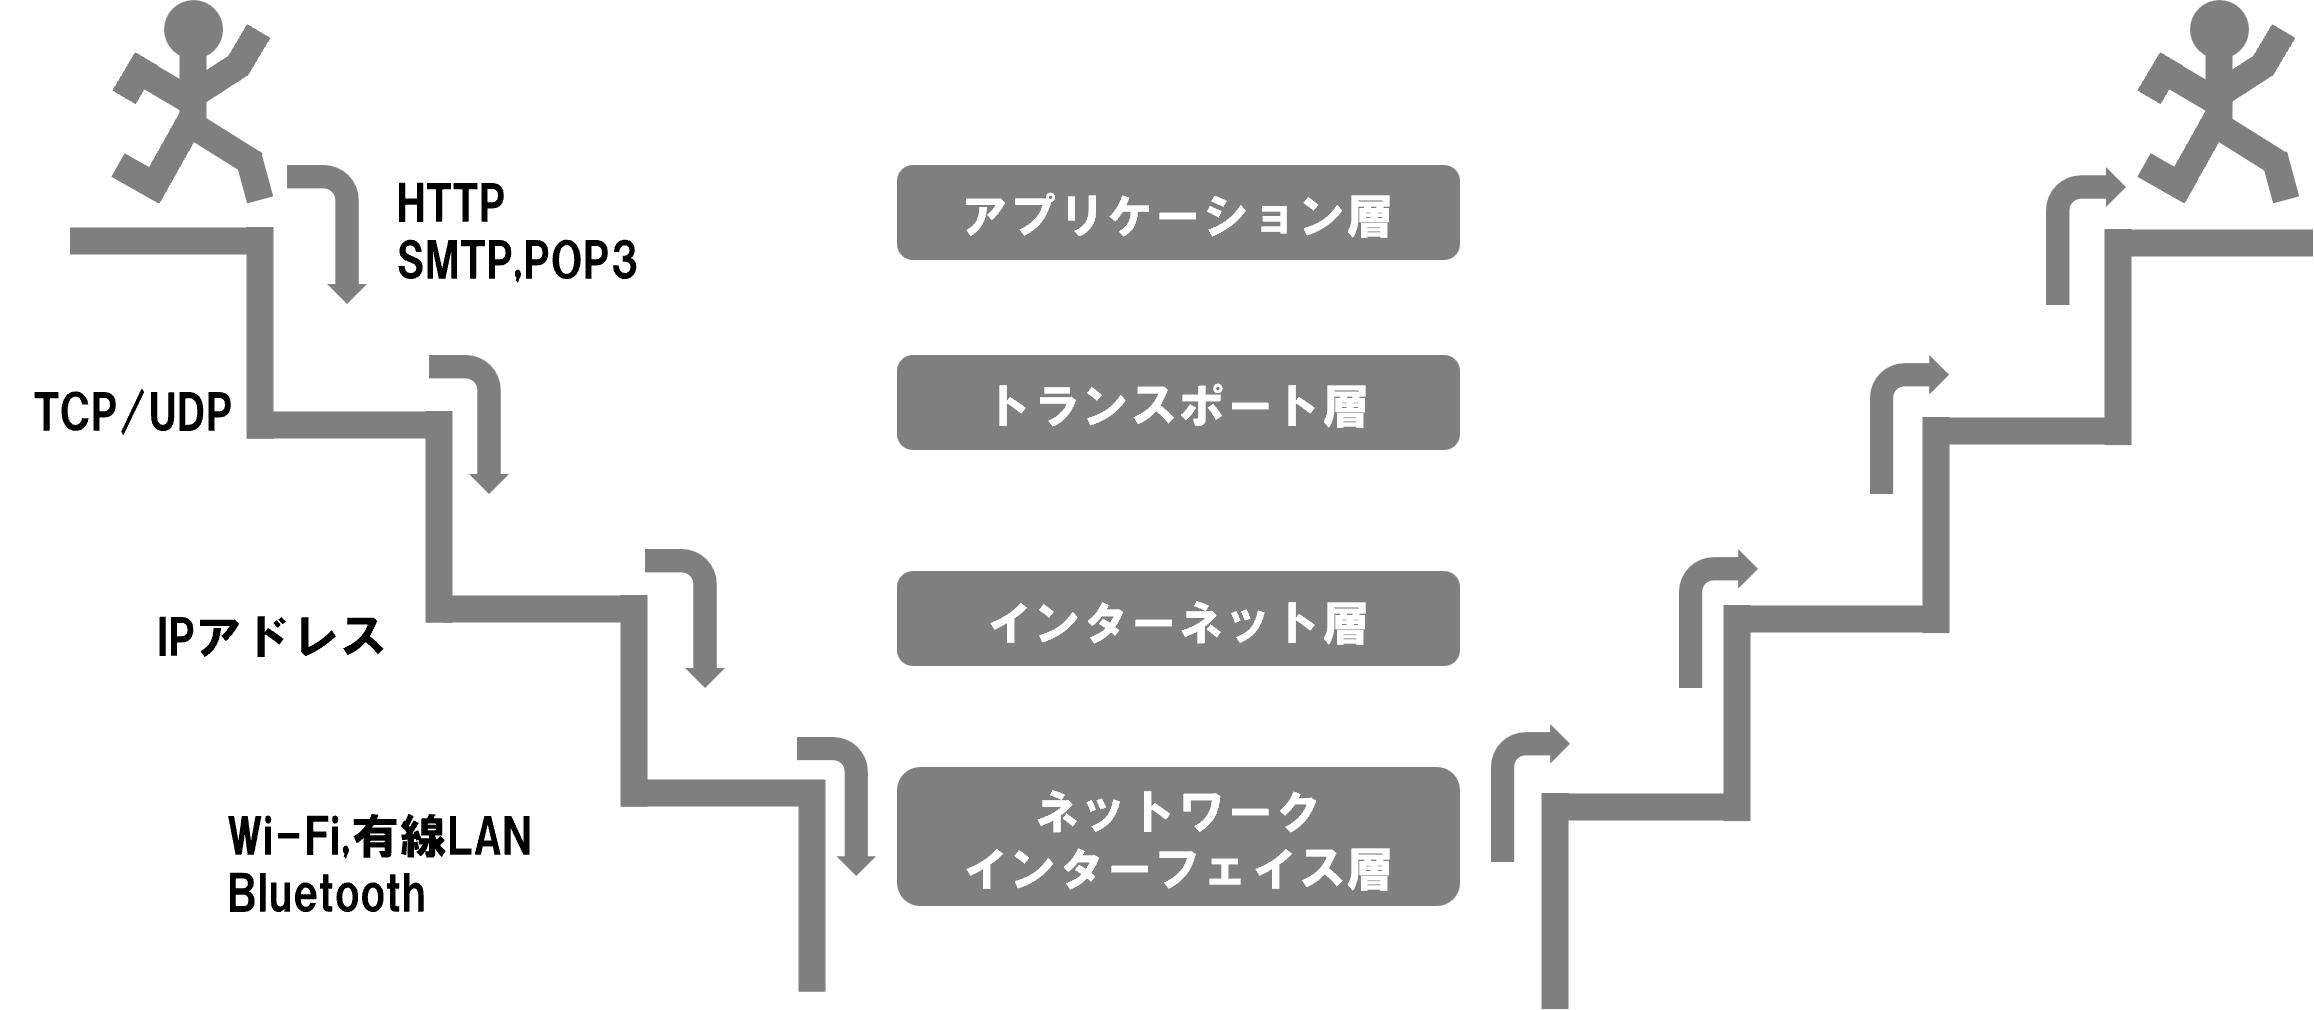 HTTP
SMTP,POP3
アプリケーション層
TCP/UDP
トランスポート層
IPアドレス
インターネット層
Wi-Fi,有線LAN
Bluetooth
ネットワーク
インターフェイス層